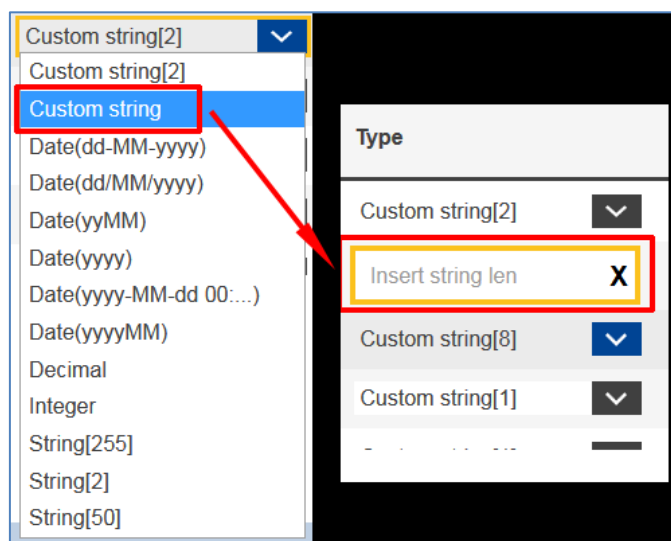 Custom string[2]
Custom string[2]
Custom string
Date(dd-MM-yyyy)
Date(dd/MM/yyyy)
Date(yyMM)
Date(yyyy)
Date(yyyy-MM-dd 00:...)
Date(yyyyMM)
Decimal
Integer
String[255]
String[2]
String[50]
Type
Custom string[2]
Insert string len
X
Custom string[8]
Custom string[1]